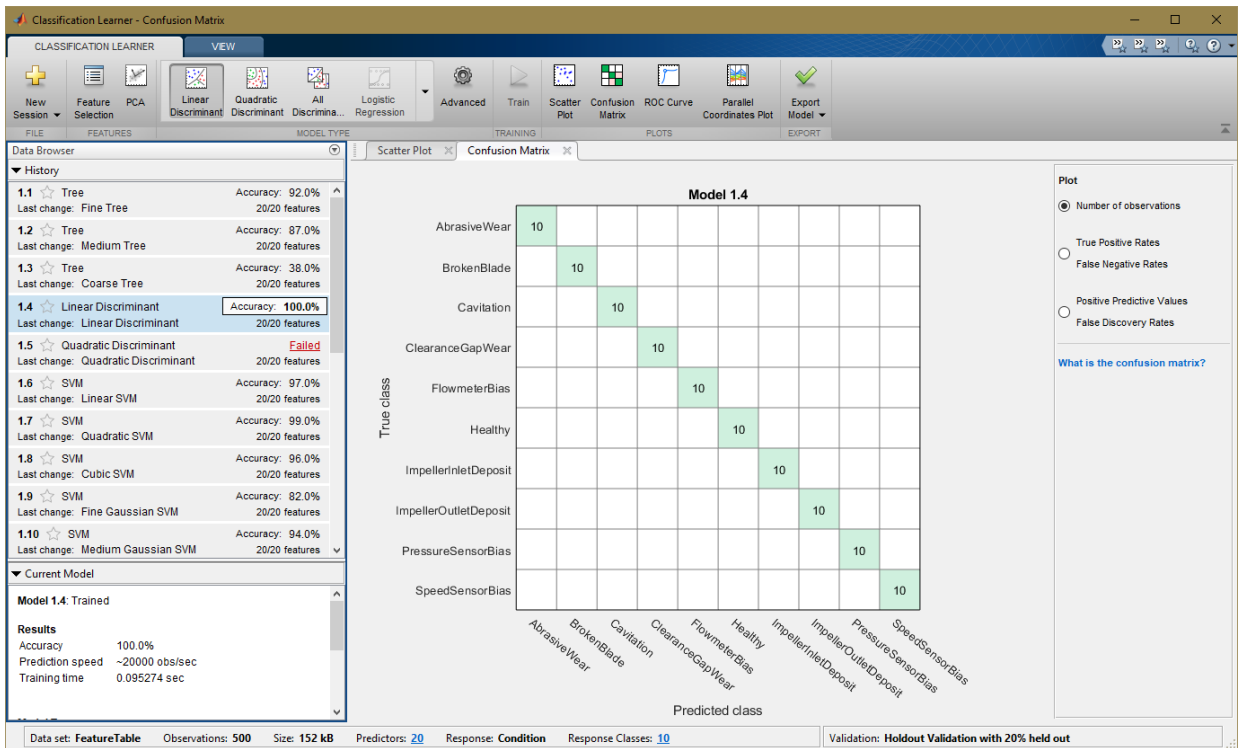 Classification Learner - Confusion Matrix
CLASSIFICATION LEARNER VIEW
New Session
Feature Selection
PCA
Linear Discriminant
Quadratic Discriminant
All Discrimina...
Logistic Regression
Advanced
Train
Scatter Plot
Confusion Matrix
ROC Curve
Parallel Coordinates Plot
Export Model
FILE FEATURES MODEL TYPE TRAINING PLOTS EXPORT
Data Browser
History
1.1 Tree Accuracy: 92.0%
Last change: Fine Tree 20/20 features
1.2 Tree Accuracy: 87.0%
Last change: Medium Tree 20/20 features
1.3 Tree Accuracy: 38.0%
Last change: Coarse Tree 20/20 features
1.4 Linear Discriminant Accuracy: 100.0%
Last change: Linear Discriminant 20/20 features
1.5 Quadratic Discriminant Failed
Last change: Quadratic Discriminant 20/20 features
1.6 SVM Accuracy: 97.0%
Last change: Linear SVM 20/20 features
1.7 SVM Accuracy: 99.0%
Last change: Quadratic SVM 20/20 features
1.8 SVM Accuracy: 96.0%
Last change: Cubic SVM 20/20 features
1.9 SVM Accuracy: 82.0%
Last change: Fine Gaussian SVM 20/20 features
1.10 SVM Accuracy: 94.0%
Last change: Medium Gaussian SVM 20/20 features
Current Model
Model 1.4: Trained
Results
Accuracy 100.0%
Prediction speed ~20000 obs/sec
Training time 0.095274 sec
Scatter Plot Confusion Matrix
Model 1.4
True class
AbrasiveWear 10
BrokenBlade 10
Cavitation 10
ClearanceGapWear 10
FlowmeterBias 10
Healthy 10
ImpellerInletDeposit 10
ImpellerOutletDeposit 10
PressureSensorBias 10
SpeedSensorBias 10
AbrasiveWear
BrokenBlade
Cavitation
ClearanceGapWear
FlowmeterBias
Healthy
ImpellerInletDeposit
ImpellerOutletDeposit
PressureSensorBias
SpeedSensorBias
Predicted class
Plot
Number of observations
True Positive Rates
False Negative Rates
Positive Predictive Values
False Discovery Rates
What is the confusion matrix?
Data set: FeatureTable Observations: 500 Size: 152 kB Predictors: 20 Response: Condition Response Classes: 10 Validation: Holdout Validation with 20% held out